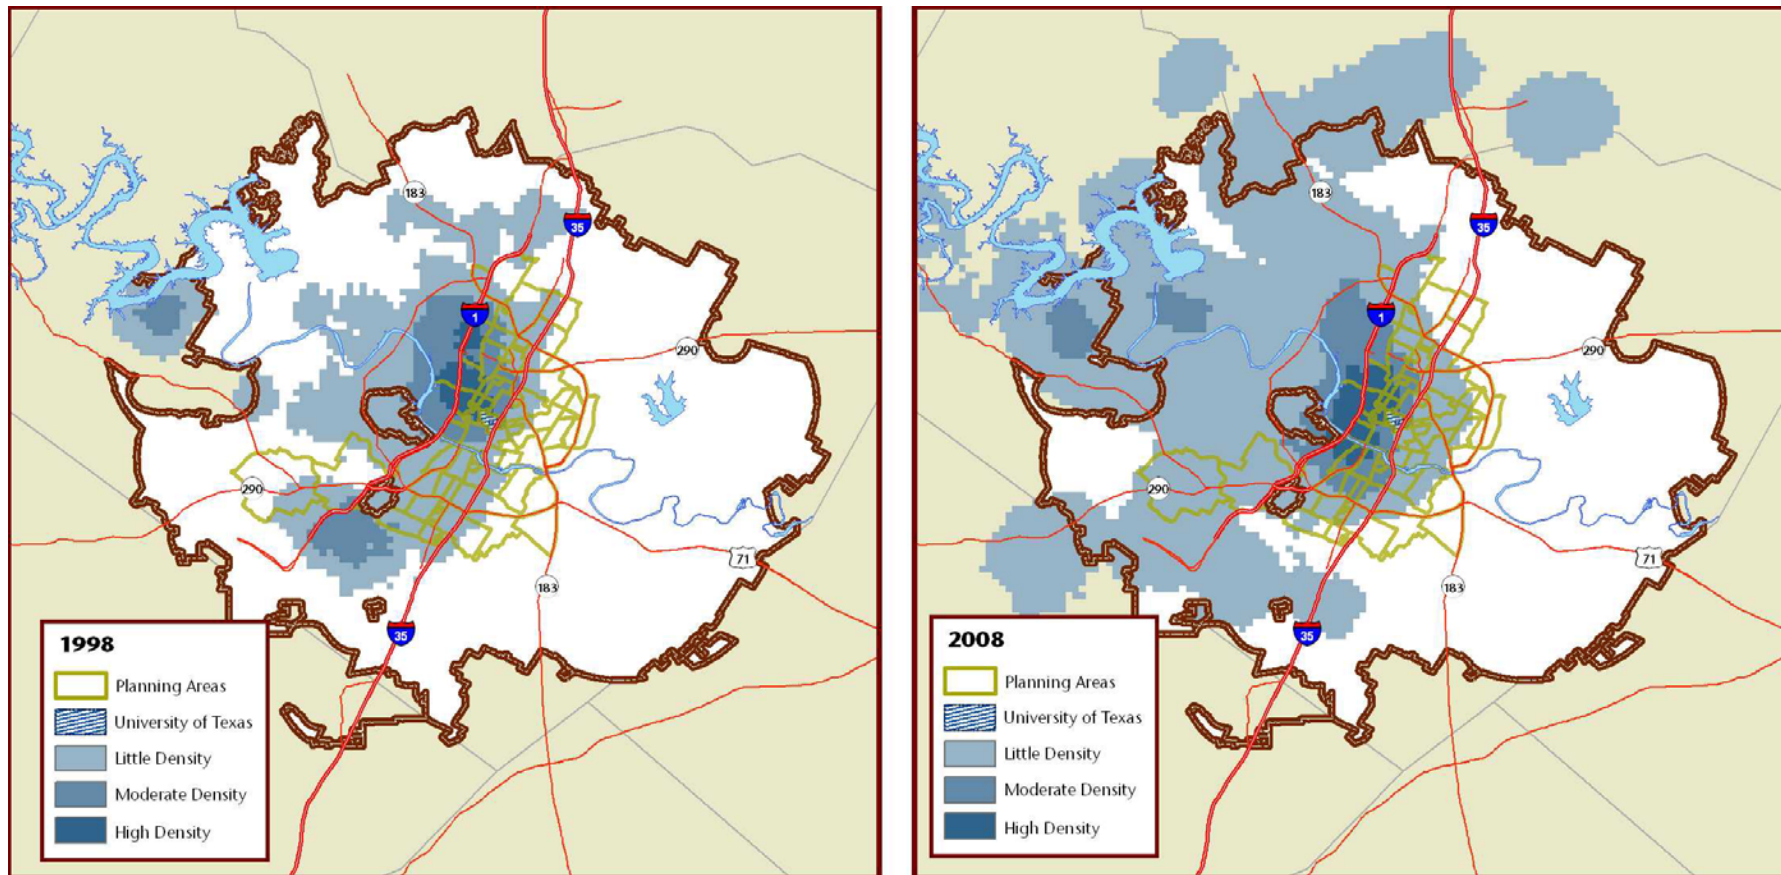 183
35
1
290
290
71
183
35
1998
Planning Areas
University of Texas
Little Density
Moderate Density
High Density
183
35
1
290
290
71
183
35
2008
Planning Areas
University of Texas
Little Density
Moderate Density
High Density